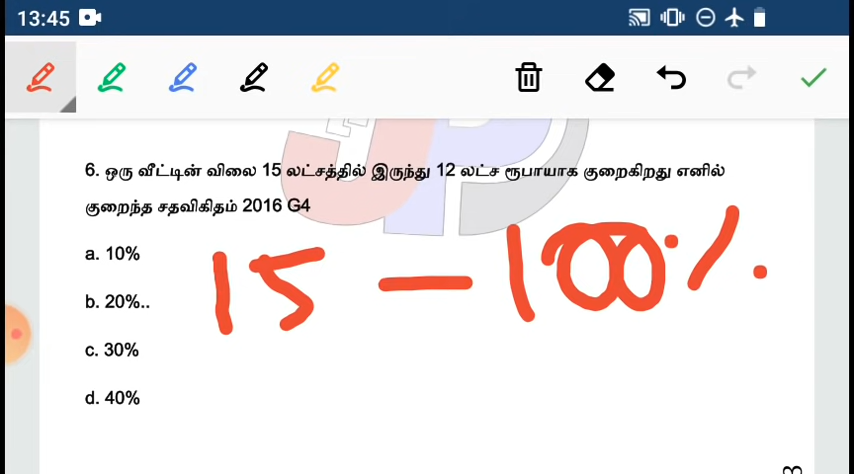 13:45
6. ஒரு வீட்டின் விலை 15 லட்சத்தில் இருந்து 12 லட்ச ரூபாயாக குறைகிறது எனில்
குறைந்த சதவிகிதம் 2016 G4
a. 10%
15 - 100%.
b. 20%..
c. 30%
d. 40%